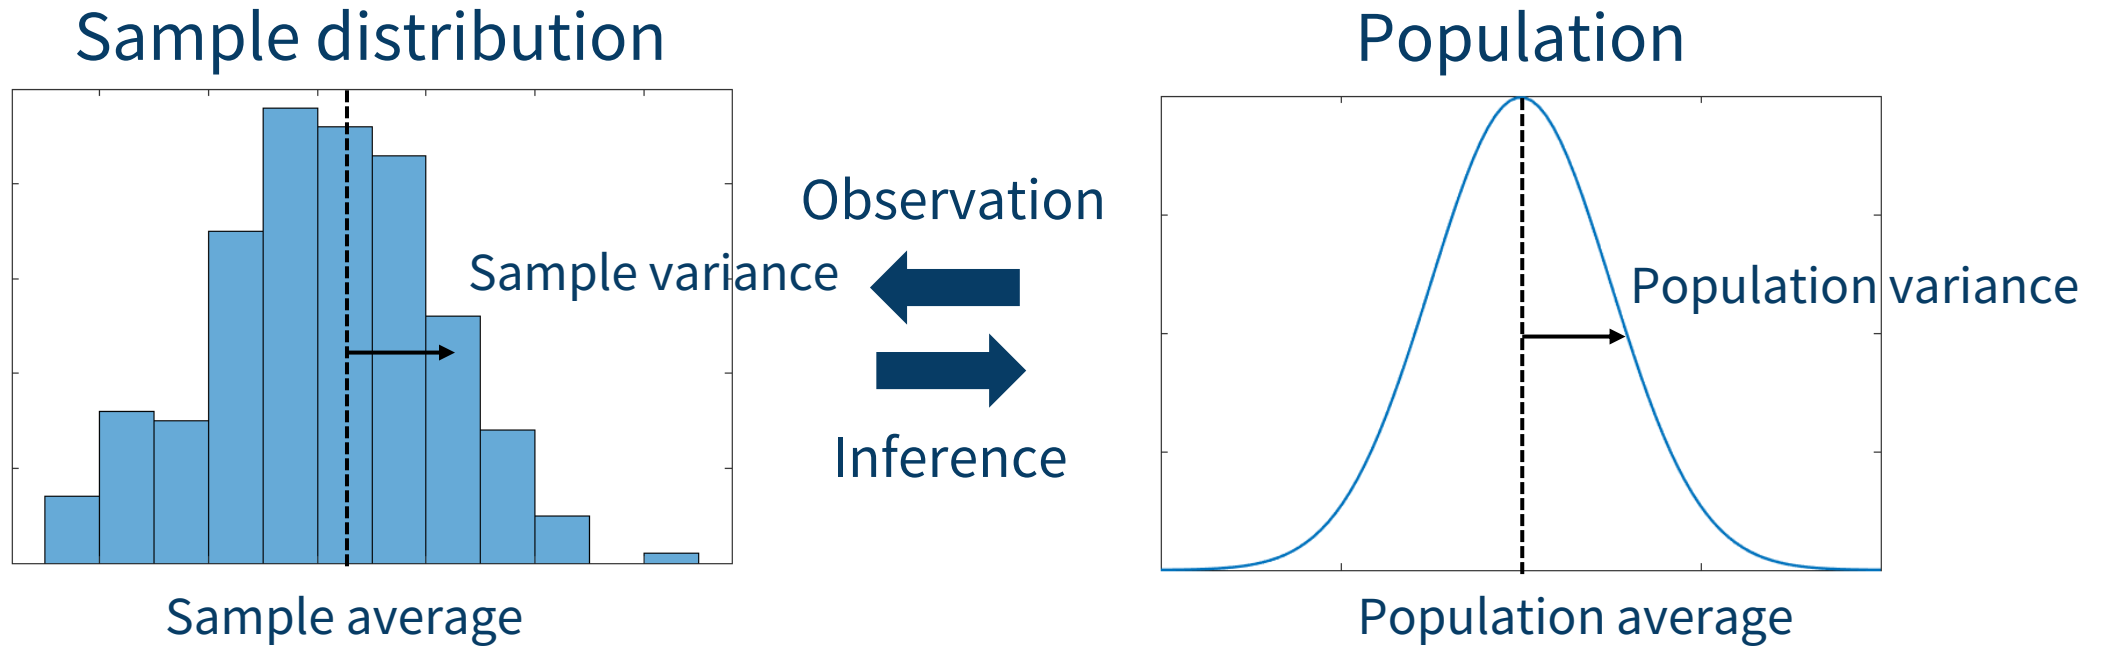 Sample distribution
Population
Observation
Sample variance
Population variance
Inference
Sample average
Population average